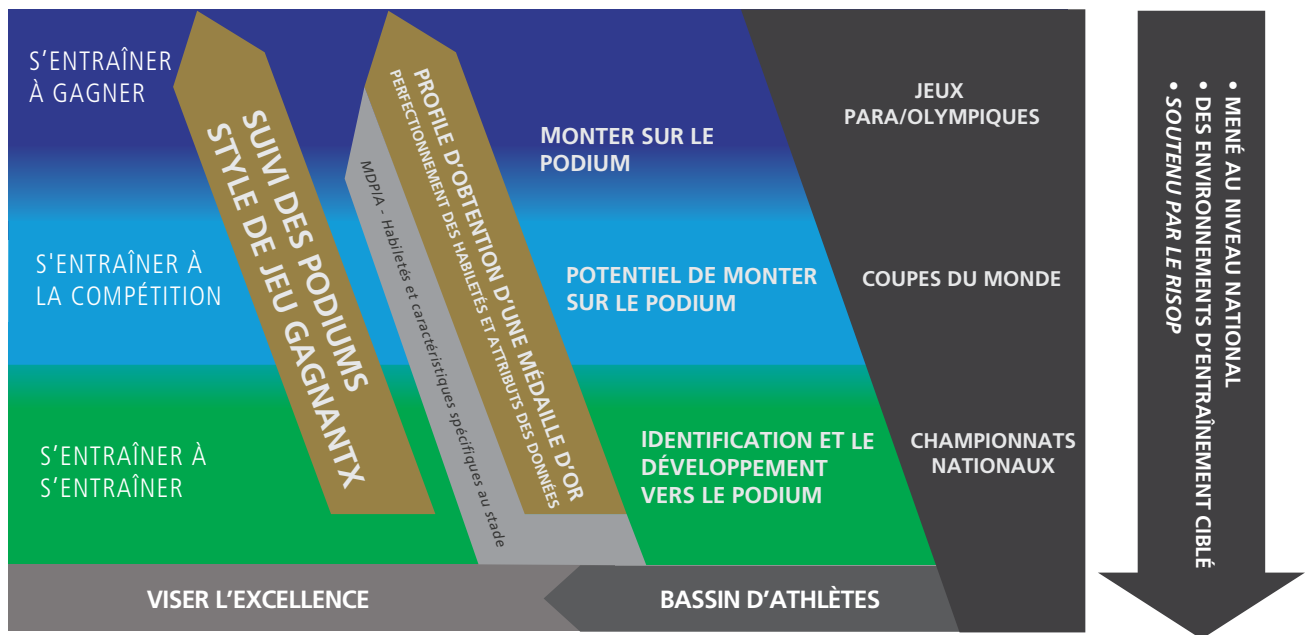 S'ENTRAÎNER
À GAGNER
S'ENTRAÎNER À
LA COMPÉTITION
S'ENTRAÎNER À
S'ENTRAÎNER
SUIVI DES PODIUMS
STYLE DE JEU GAGNANTX
PROFILE D'OBTENTION D'UNE MÉDAILLE D'OR
PERFECTIONNEMENT DES HABILETÉS ET ATTRIBUTS DES DONNÉES
MDP/A - Habiletés et caractéristiques spécifiques au stade
MONTER SUR LE
PODIUM
POTENTIEL DE MONTER
SUR LE PODIUM
IDENTIFICATION ET LE
DÉVELOPPEMENT
VERS LE PODIUM
JEUX
PARA/OLYMPIQUES
COUPES DU MONDE
CHAMPIONNATS
NATIONAUX
• MENÉ AU NIVEAU NATIONAL
• DES ENVIRONNEMENTS D'ENTRAÎNEMENT CIBLÉ
• SOUTENU PAR LE RISOP
VISER L'EXCELLENCE
BASSIN D'ATHLÈTES